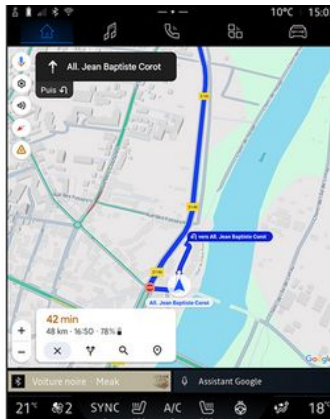 10°C 15:0
All. Jean Baptiste Corot
Puis
vers All. Jean Baptiste Corot
All. Jean Baptiste Corot
42 min
48 km · 16:50 · 78%
Google
Voiture noire · Meak
Assistant Google
21° 2 SYNC A/C 18°